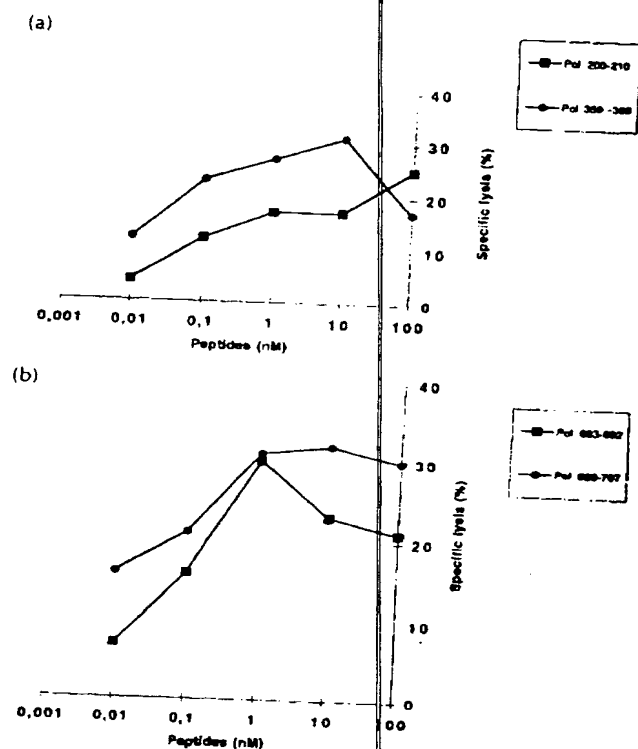 (a)
Pol 200-210
Pol
40
30
20
10
0
Specific lysis (%)
0,001 0,01 0,1 1 10 100
Peptides (nM)
(b)
Pol
Pol
40
30
20
10
0
Specific lysis (%)
0,001 0,01 0,1 1 10 100
Peptides (nM)